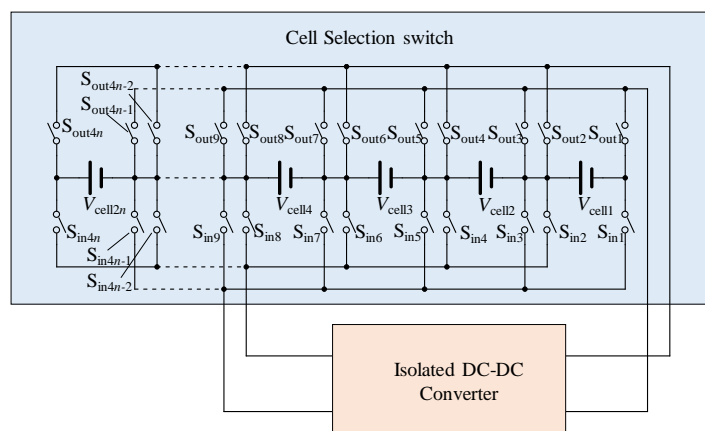 Cell Selection switch
Sout4n-2
Sout4n-1
Sout4n
Sout9
Sout8
Sout7
Sout6
Sout5
Sout4
Sout3
Sout2
Sout1
Vcell2n
Vcell4
Vcell3
Vcell2
Vcell1
Sin4n
Sin9
Sin8
Sin7
Sin6
Sin5
Sin4
Sin3
Sin2
Sin1
Sin4n-1
Sin4n-2
Isolated DC-DC
Converter